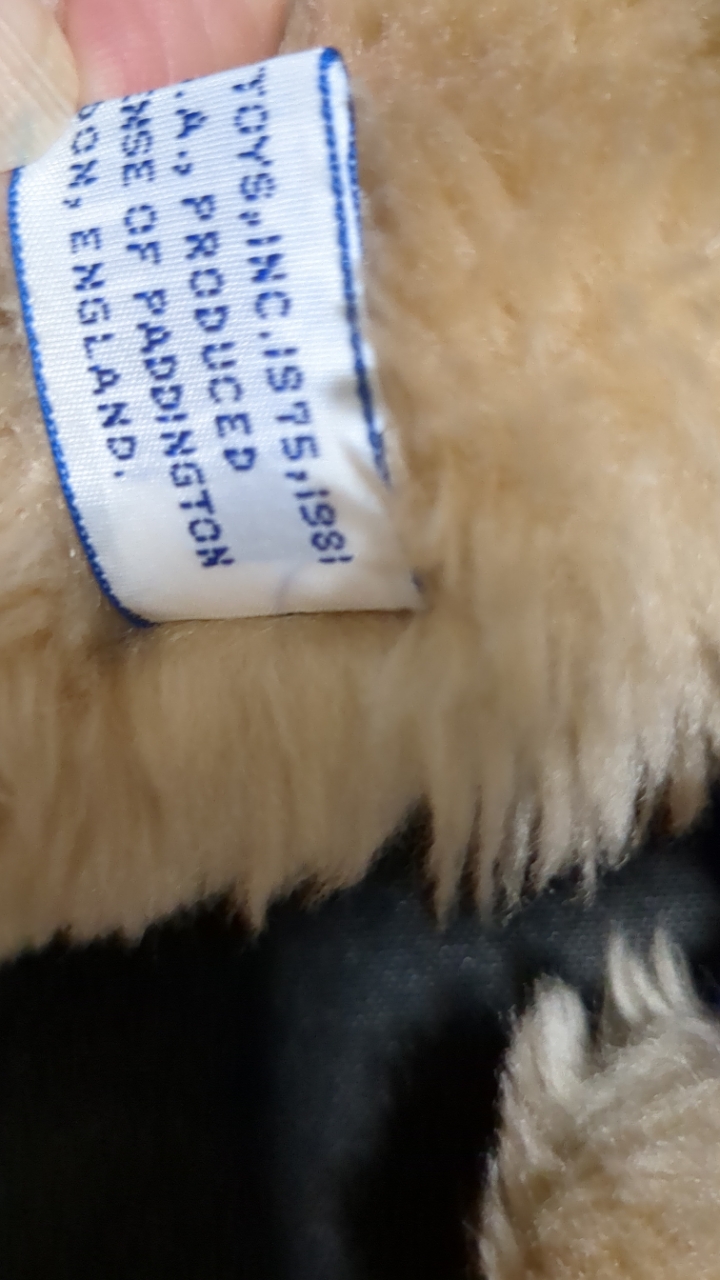 TOYS, INC. 1975, 1981
.A., PRODUCED
NSE OF PADDINGTON
DON, ENGLAND.